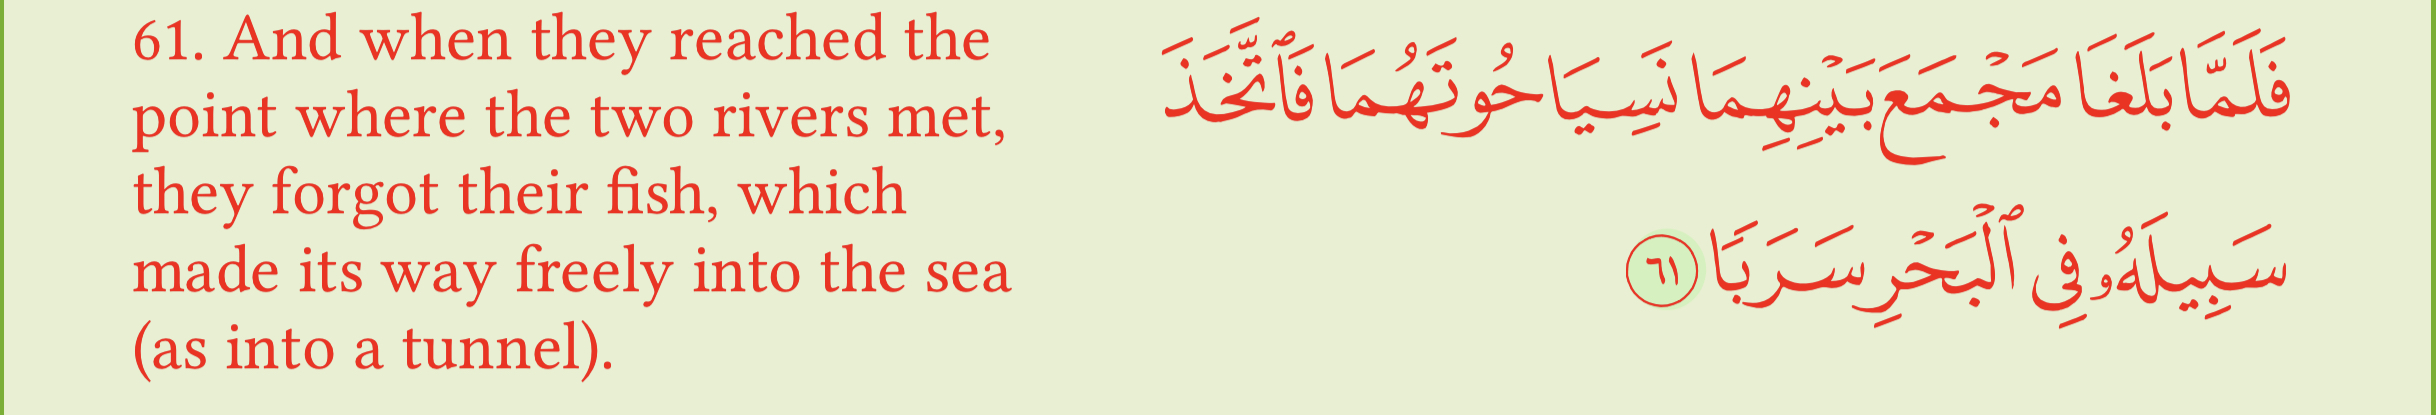 61. And when they reached the
point where the two rivers met,
they forgot their fish, which
made its way freely into the sea
(as into a tunnel).
فَلَمَّا بَلَغَا مَجْمَعَ بَيْنِهِمَا نَسِيَا حُوتَهُمَا فَٱتَّخَذَ
سَبِيلَهُۥ فِى ٱلْبَحْرِ سَرَبًا ٦١